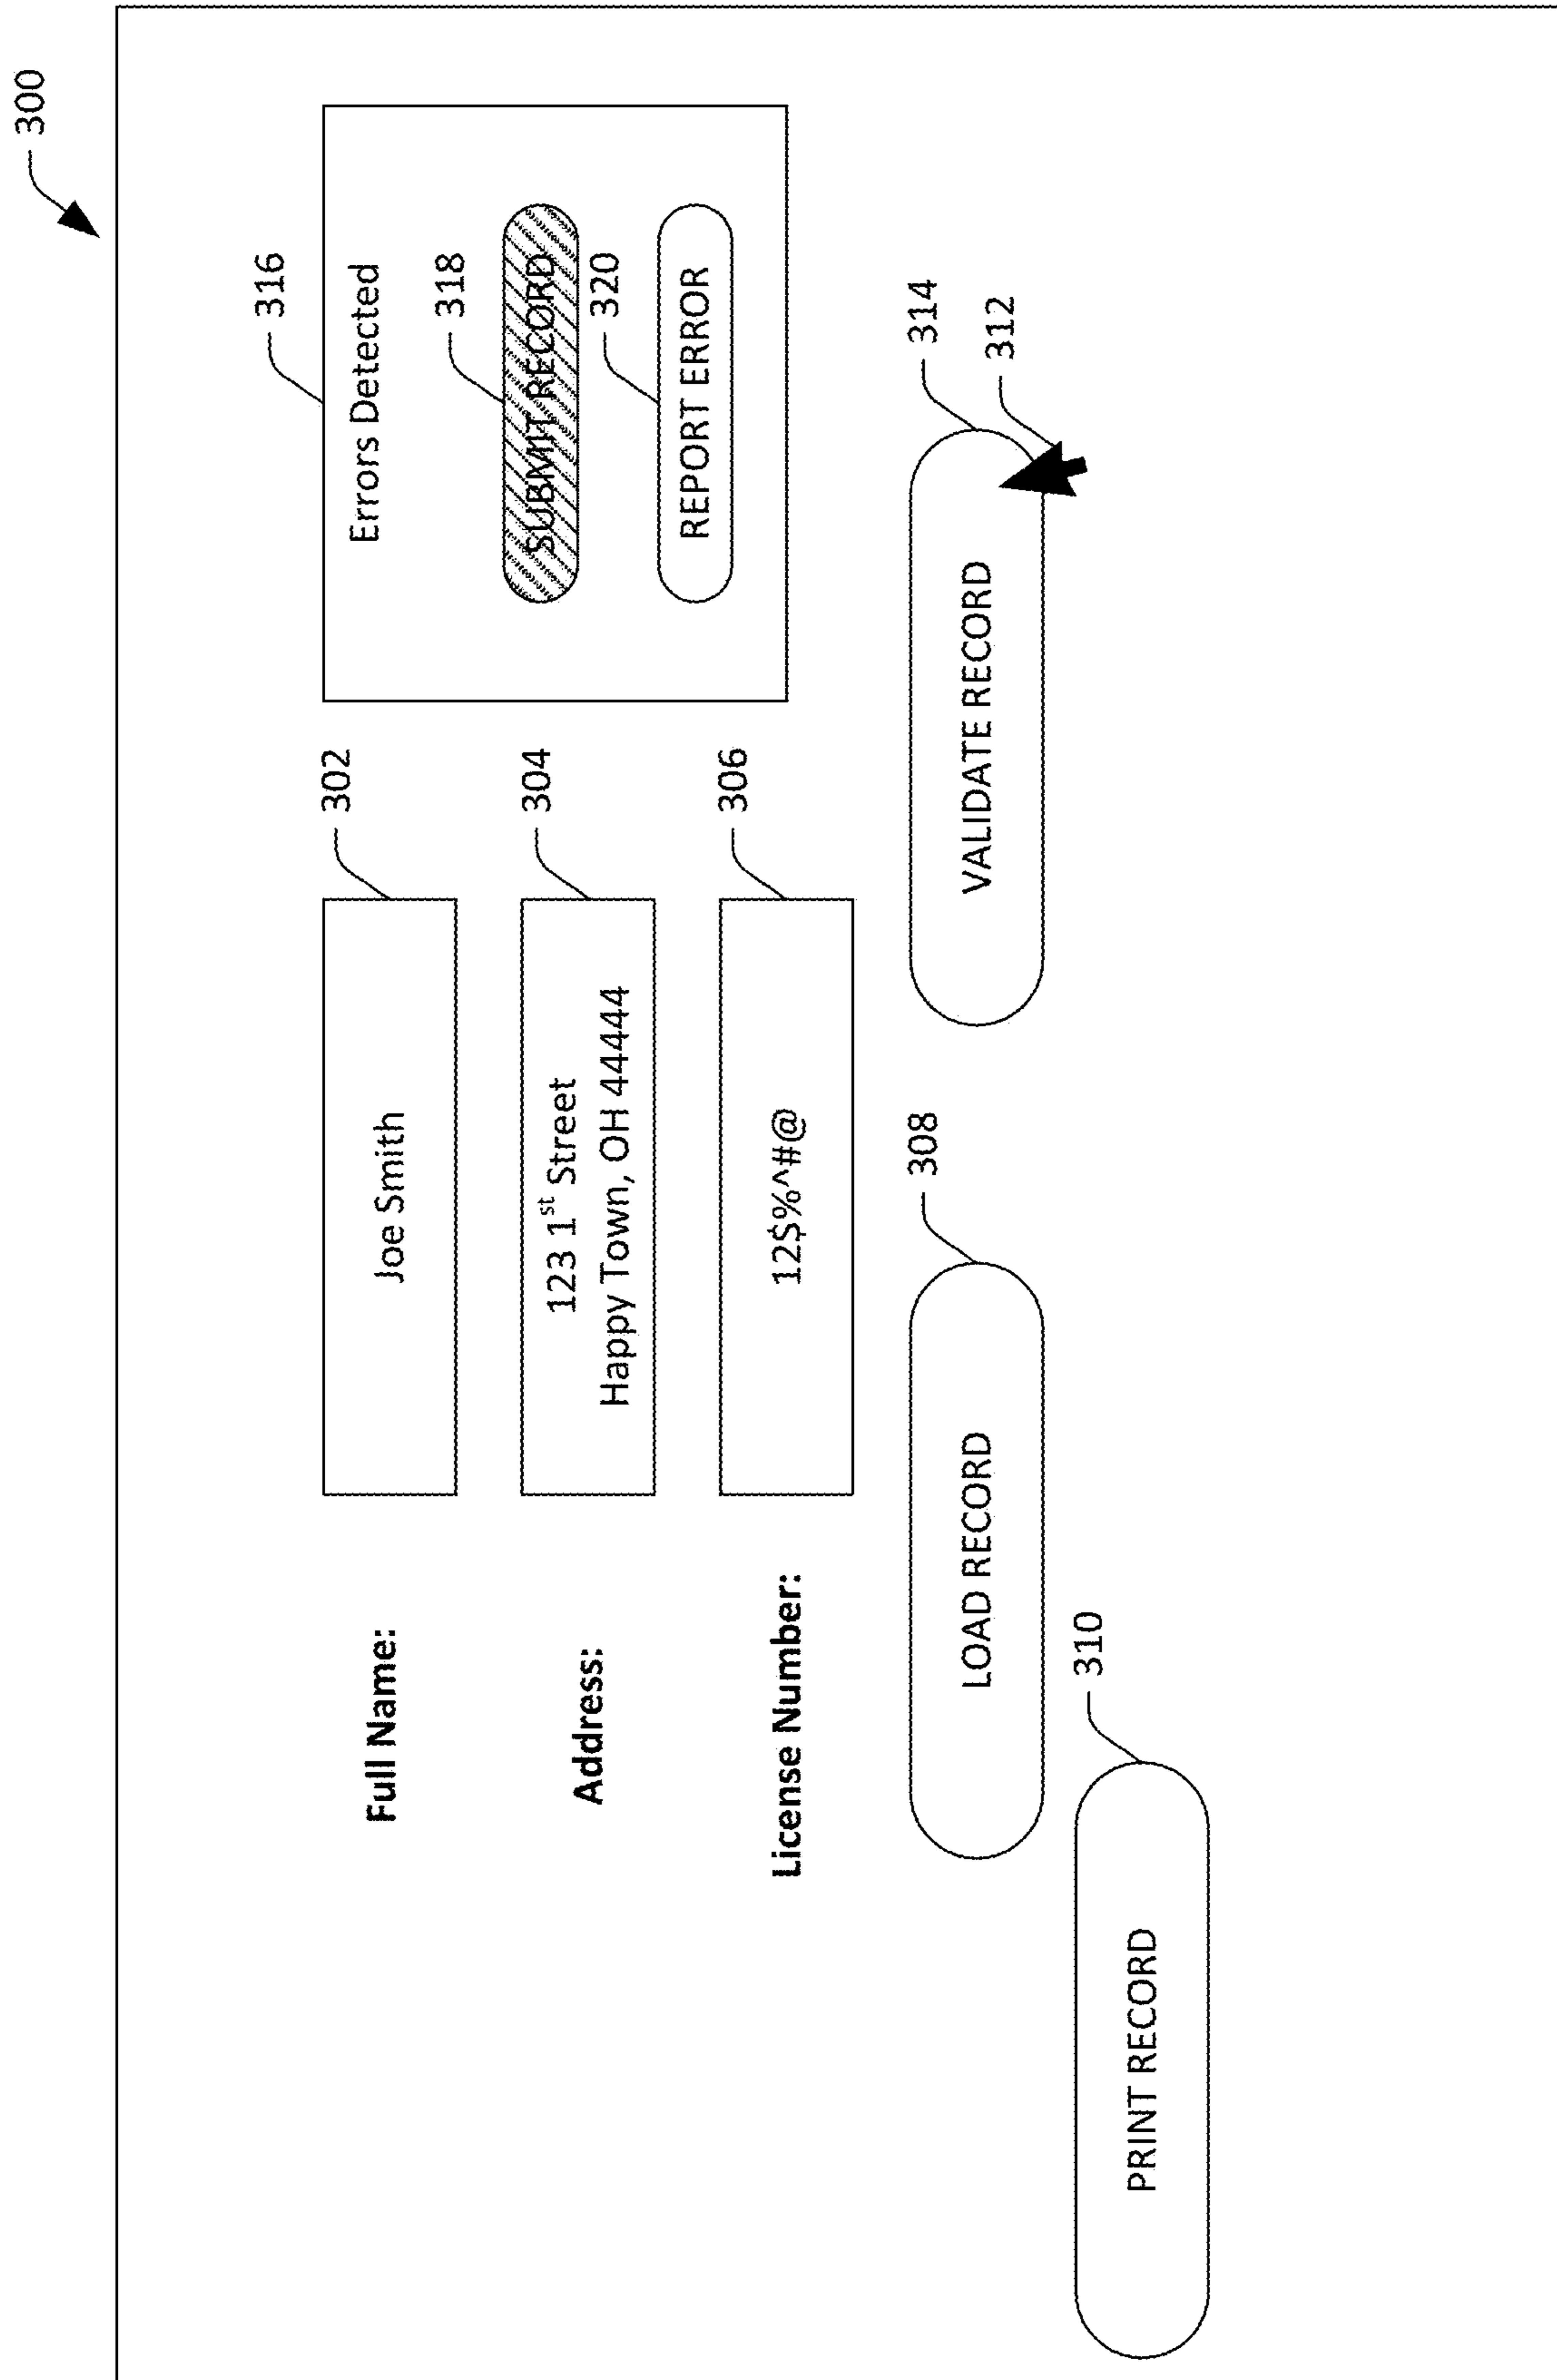 300
316
Errors Detected
Full Name:
Joe Smith
302
318
SUBMIT RECORD
Address:
123 1st Street
Happy Town, OH 44444
304
320
REPORT ERROR
License Number:
12$%^#@
306
LOAD RECORD
308
VALIDATE RECORD
314
312
PRINT RECORD
310